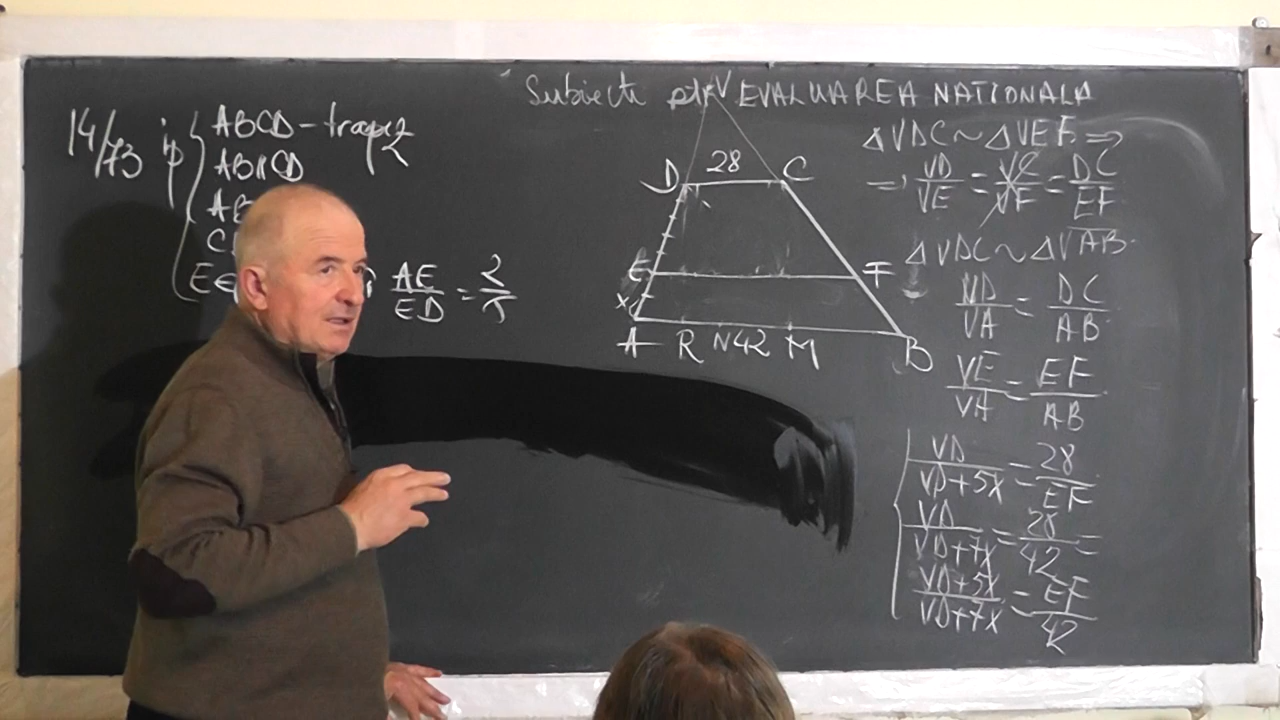 Subiecte ptr EVALUAREA NATIONALA
14/73 ip ABCD - trapez
AB∥CD
AB
C
E∈ AE/ED = 2/5
V
D 28 C
E F
x
A R N 42 M B
ΔVDC ~ ΔVEF ⇒
⇒ VD/VE = VC/VF = DC/EF
ΔVDC ~ ΔVAB
VD/VA = DC/AB
VE/VA = EF/AB
VD/VD+5x = 28/EF
VD/VD+7x = 28/42 =
VD+5x/VD+7x = EF/42